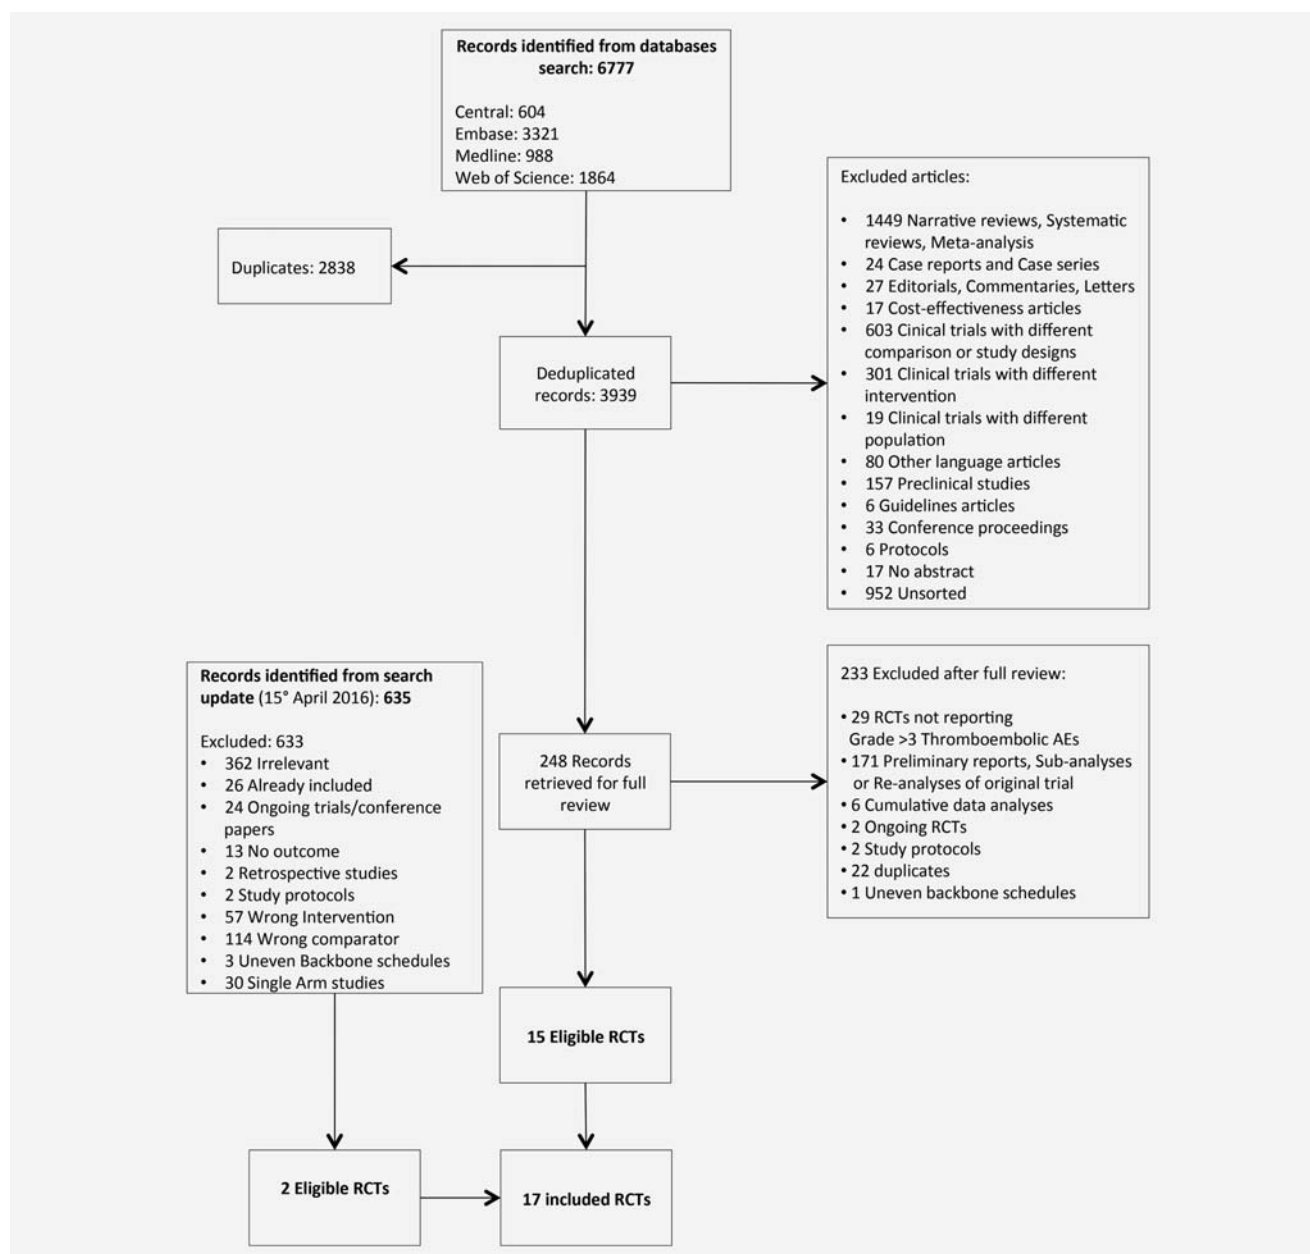 Records identified from databases
search: 6777
Central: 604
Embase: 3321
Medline: 988
Web of Science: 1864
Duplicates: 2838
Deduplicated
records: 3939
Excluded articles:
• 1449 Narrative reviews, Systematic
reviews, Meta-analysis
• 24 Case reports and Case series
• 27 Editorials, Commentaries, Letters
• 17 Cost-effectiveness articles
• 603 Cinical trials with different
comparison or study designs
• 301 Clinical trials with different
intervention
• 19 Clinical trials with different
population
• 80 Other language articles
• 157 Preclinical studies
• 6 Guidelines articles
• 33 Conference proceedings
• 6 Protocols
• 17 No abstract
• 952 Unsorted
Records identified from search
update (15° April 2016): 635
Excluded: 633
• 362 Irrelevant
• 26 Already included
• 24 Ongoing trials/conference
papers
• 13 No outcome
• 2 Retrospective studies
• 2 Study protocols
• 57 Wrong Intervention
• 114 Wrong comparator
• 3 Uneven Backbone schedules
• 30 Single Arm studies
248 Records
retrieved for full
review
233 Excluded after full review:
• 29 RCTs not reporting
Grade >3 Thromboembolic AEs
• 171 Preliminary reports, Sub-analyses
or Re-analyses of original trial
• 6 Cumulative data analyses
• 2 Ongoing RCTs
• 2 Study protocols
• 22 duplicates
• 1 Uneven backbone schedules
15 Eligible RCTs
2 Eligible RCTs
17 included RCTs